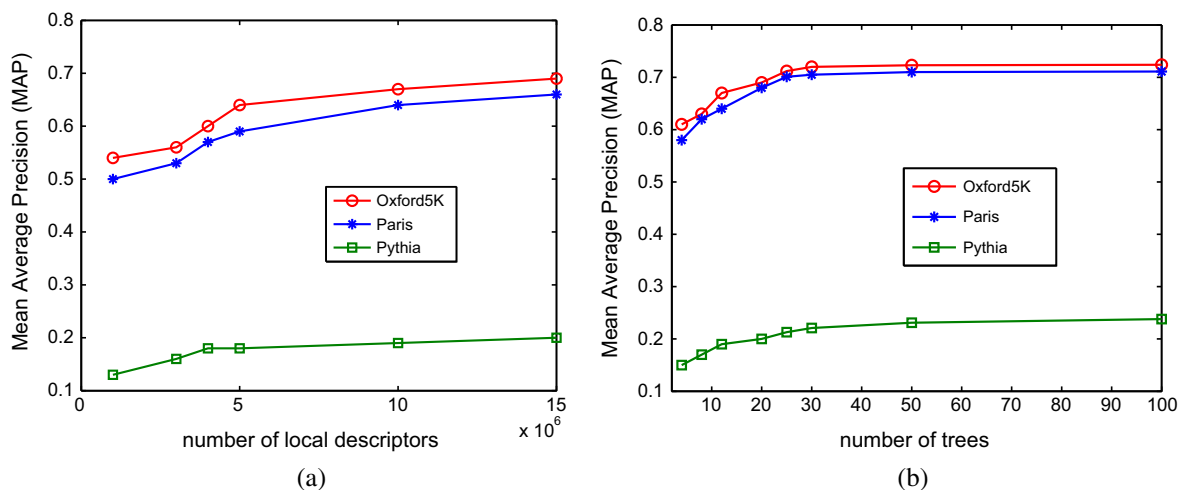 0.8
0.7
0.6
0.5
0.4
0.3
0.2
0.1
Mean Average Precision (MAP)
Oxford5K
Paris
Pythia
0 5 10 15
x 10^6
number of local descriptors
(a)
0.8
0.7
0.6
0.5
0.4
0.3
0.2
0.1
Mean Average Precision (MAP)
Oxford5K
Paris
Pythia
10 20 30 40 50 60 70 80 90 100
number of trees
(b)